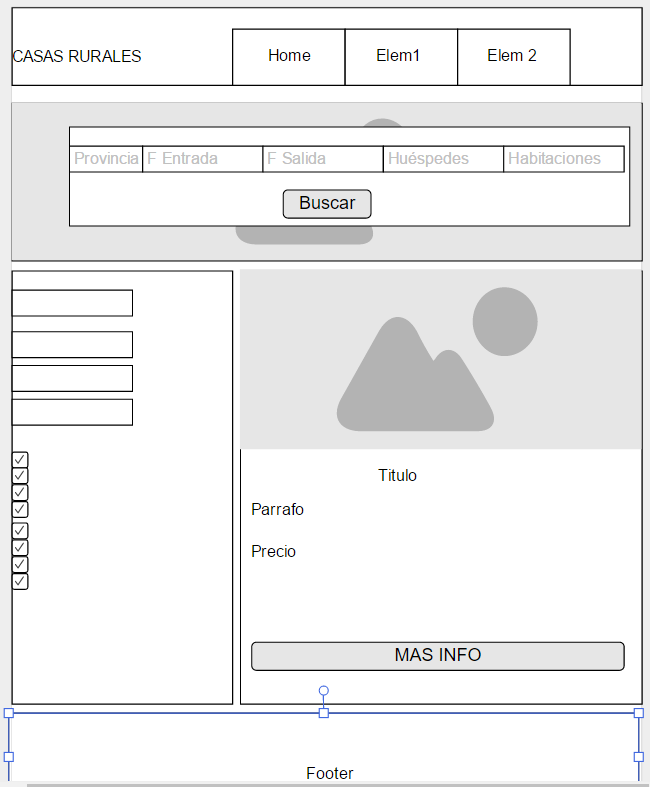 CASAS RURALES Home Elem1 Elem 2
Provincia F Entrada F Salida Huéspedes Habitaciones
Buscar
Titulo
Parrafo
Precio
MAS INFO
Footer